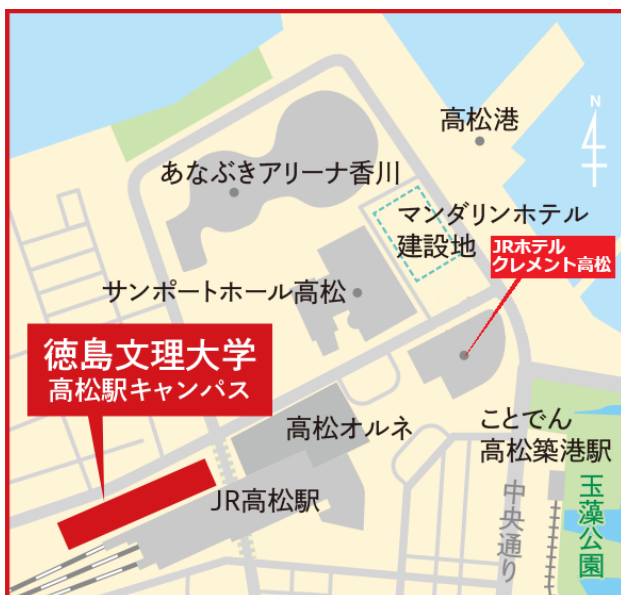 N
高松港
あなぶきアリーナ香川
マンダリンホテル
建設地
JRホテル
クレメント高松
サンポートホール高松
徳島文理大学
高松駅キャンパス
高松オルネ
ことでん
高松築港駅
JR高松駅
中央通り
玉藻公園